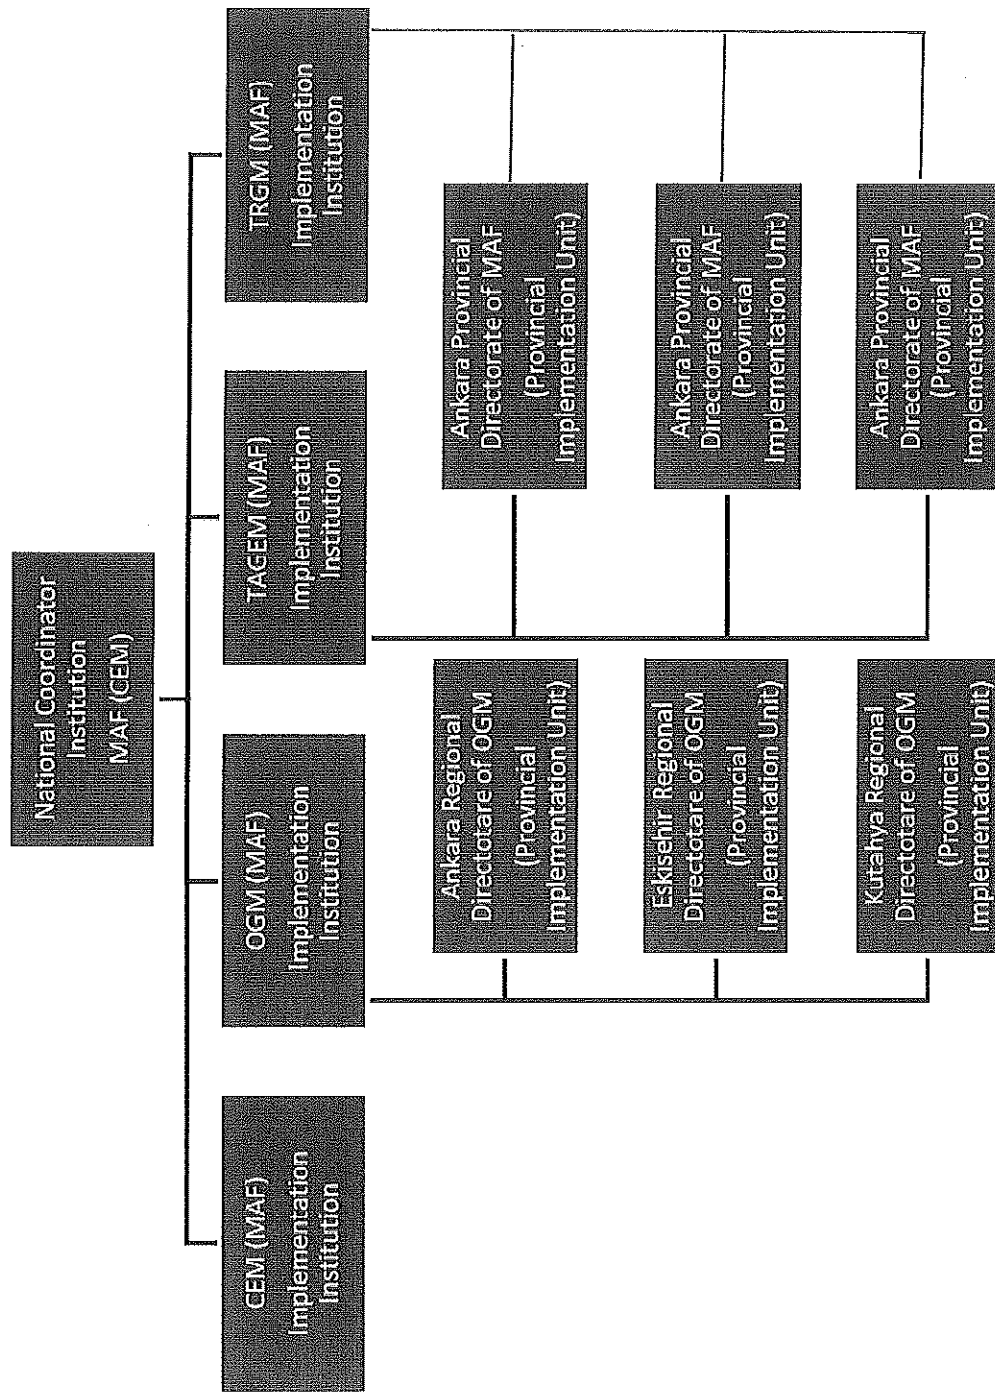 National Coordinator
Institution
MAF (CEM)
CEM (MAF)
Implementation
Institution
OGM (MAF)
Implementation
Institution
TAGEM (MAF)
Implementation
Institution
TRGM (MAF)
Implementation
Institution
Ankara Regional
Directotare of OGM
(Provincial
Implementation Unit)
Eskisehir Regional
Directotare of OGM
(Provincial
Implementation Unit)
Kutahya Regional
Directotare of OGM
(Provincial
Implementation Unit)
Ankara Provincial
Directorate of MAF
(Provincial
Implementation Unit)
Ankara Provincial
Directorate of MAF
(Provincial
Implementation Unit)
Ankara Provincial
Directorate of MAF
(Provincial
Implementation Unit)